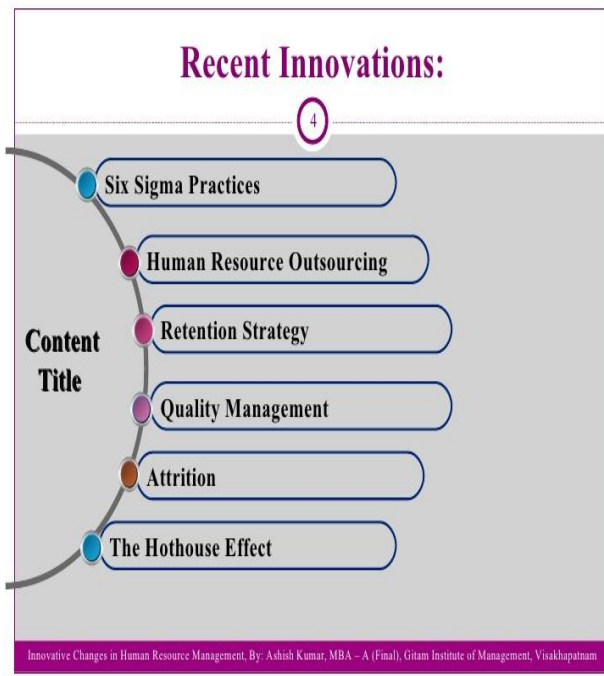 Recent Innovations:
4
Six Sigma Practices
Human Resource Outsourcing
Retention Strategy
Content
Title
Quality Management
Attrition
The Hothouse Effect
Innovative Changes in Human Resource Management, By: Ashish Kumar, MBA – A (Final), Gitam Institute of Management, Visakhapatnam